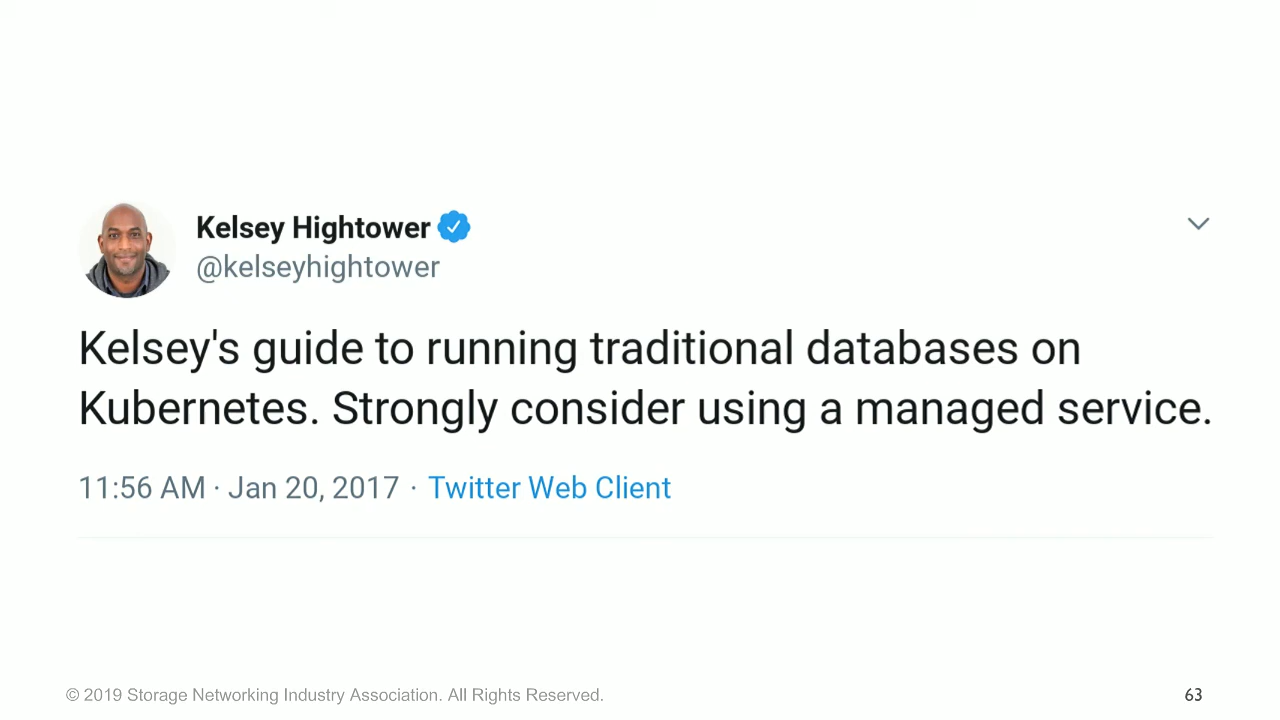 Kelsey Hightower
@kelseyhightower
Kelsey's guide to running traditional databases on
Kubernetes. Strongly consider using a managed service.
11:56 AM · Jan 20, 2017 · Twitter Web Client
© 2019 Storage Networking Industry Association. All Rights Reserved.
63